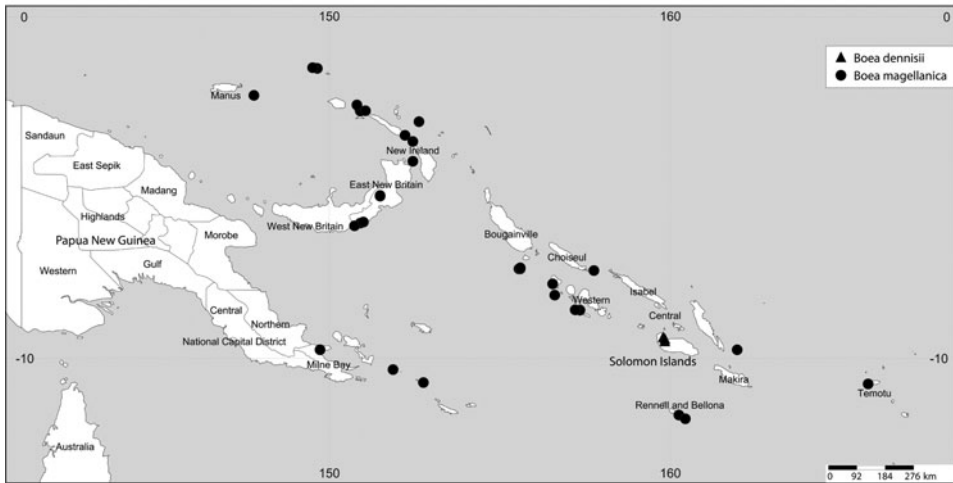 0 150 160 0
Boea dennisii
Boea magellanica
Manus
Sandaun
New Ireland
East Sepik
East New Britain
Madang
Highlands
West New Britain
Bougainville
Papua New Guinea
Morobe
Choiseul
Western
Gulf
Isabel
Western
Central
Central
Northern
National Capital District
-10
Milne Bay
Solomon Islands
-10
Makira
Temotu
Rennell and Bellona
Australia
150 160
0 92 184 276 km